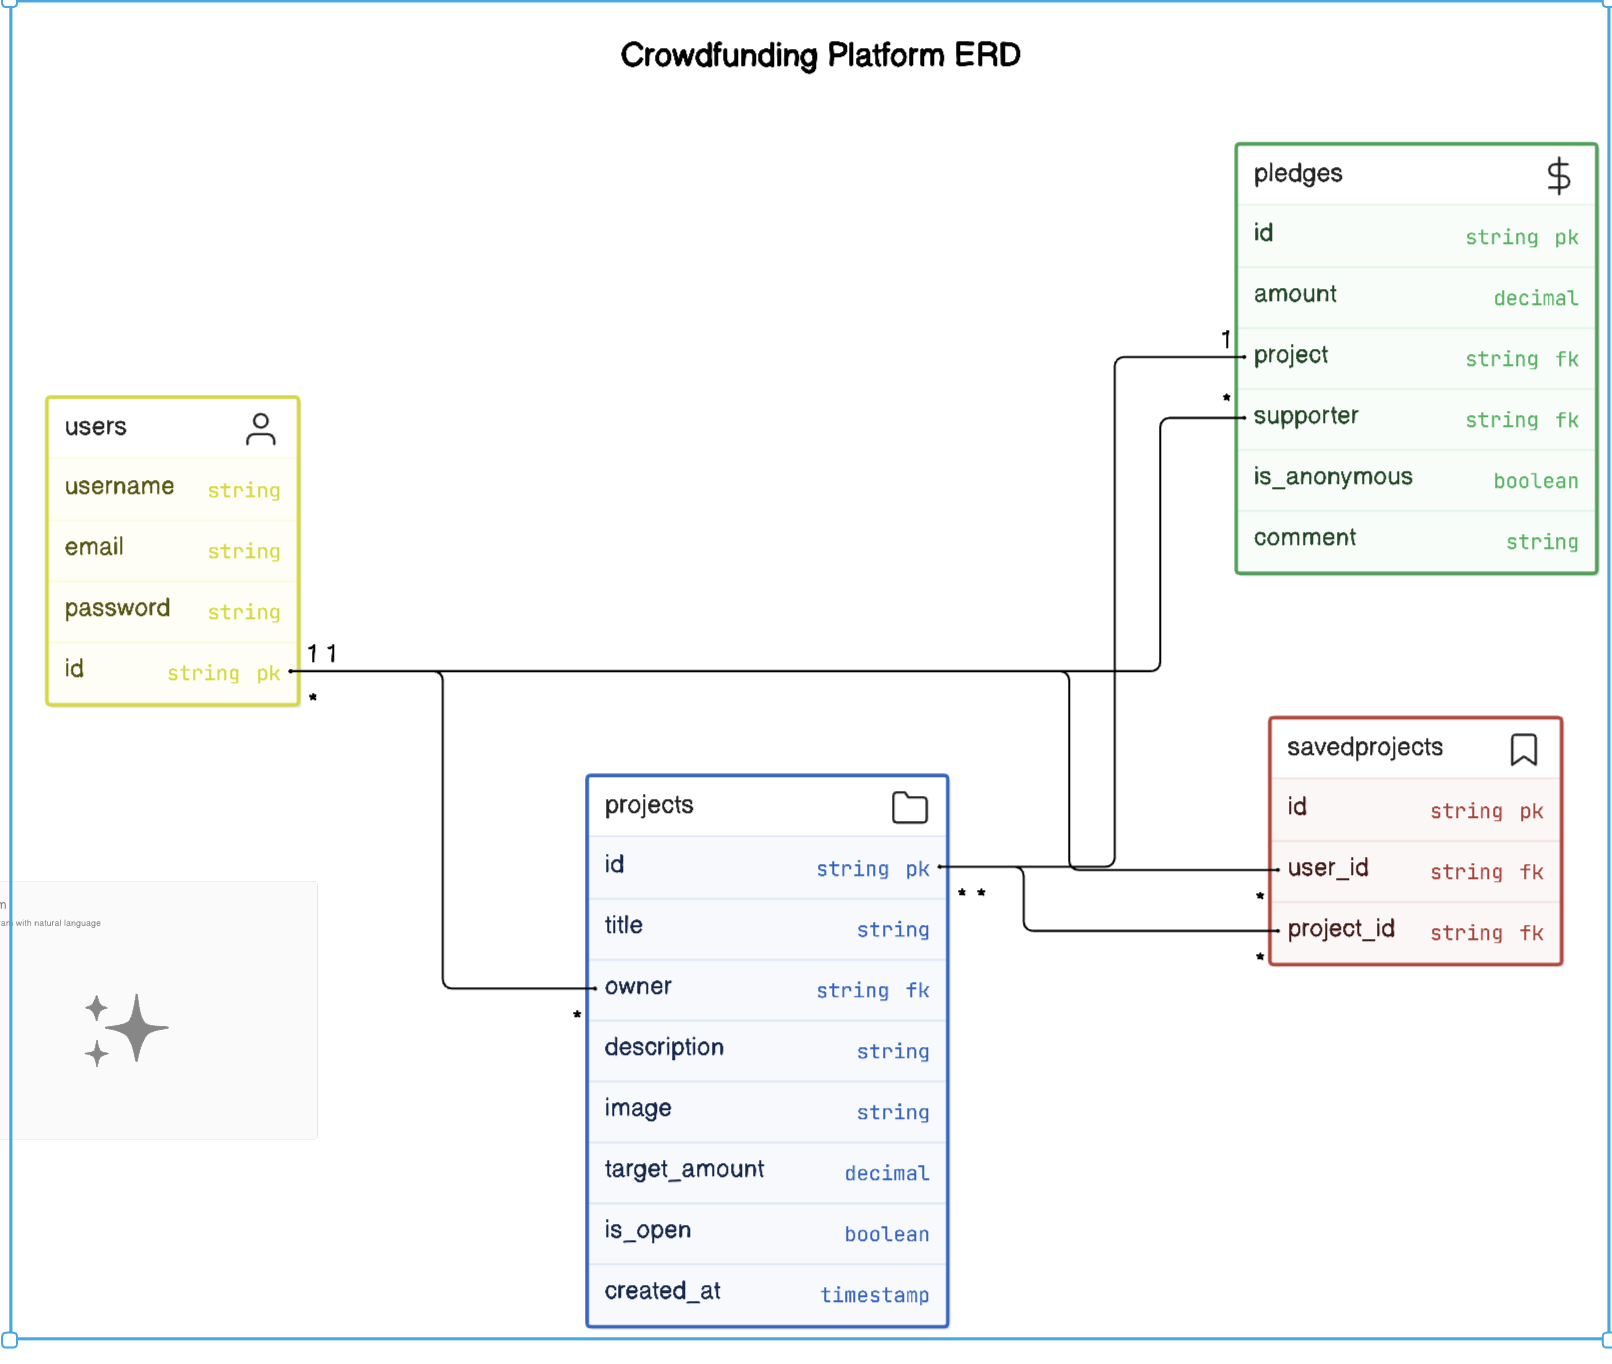 Crowdfunding Platform ERD
pledges
id string pk
amount decimal
1
project string fk
*
supporter string fk
is_anonymous boolean
comment string
users
username string
email string
password string
id string pk
1 1
*
savedprojects
id string pk
user_id string fk
*
project_id string fk
*
projects
id string pk
* *
title string
owner string fk
*
description string
image string
target_amount decimal
is_open boolean
created_at timestamp
with natural language